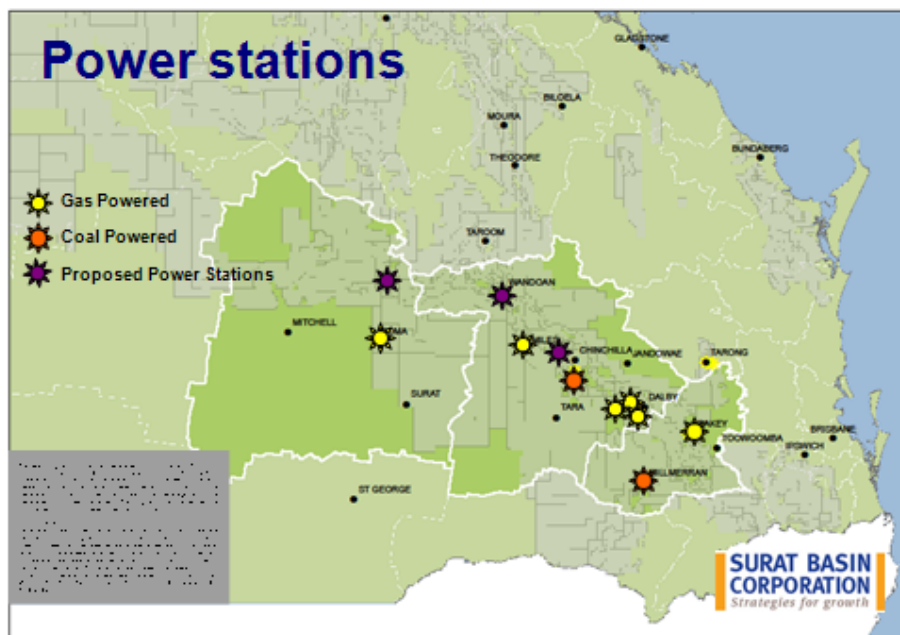 Power stations
GLADSTONE
BILOELA
MOURA
BUNDABERG
THEODORE
Gas Powered
Coal Powered
TAROOM
Proposed Power Stations
WANDOAN
MITCHELL
CHINCHILLA
JANDOWAE
TARONG
SURAT
TARA
DALBY
TOOWOOMBA
BRISBANE
IPSWICH
ST GEORGE
SURAT BASIN
CORPORATION
Strategies for growth